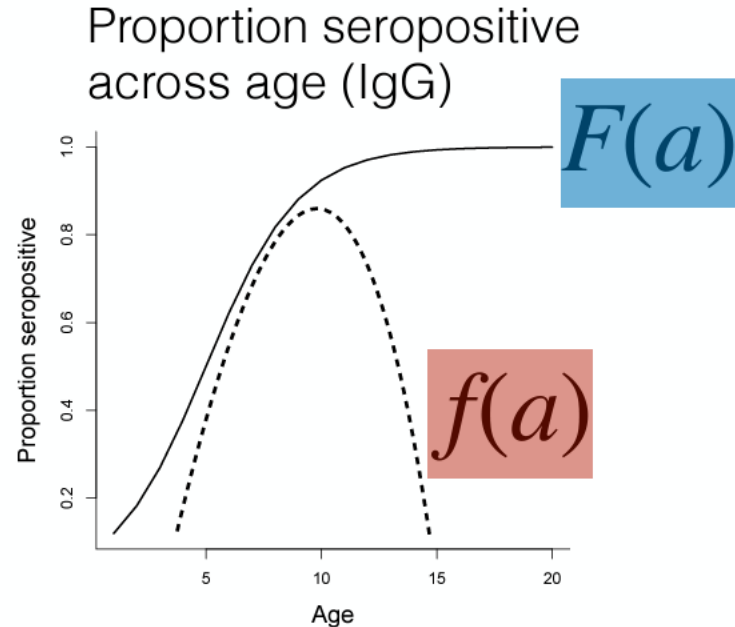 Proportion seropositive
across age (IgG)
F(a)
f(a)
Proportion seropositive
1.0
0.8
0.6
0.4
0.2
5 10 15 20
Age